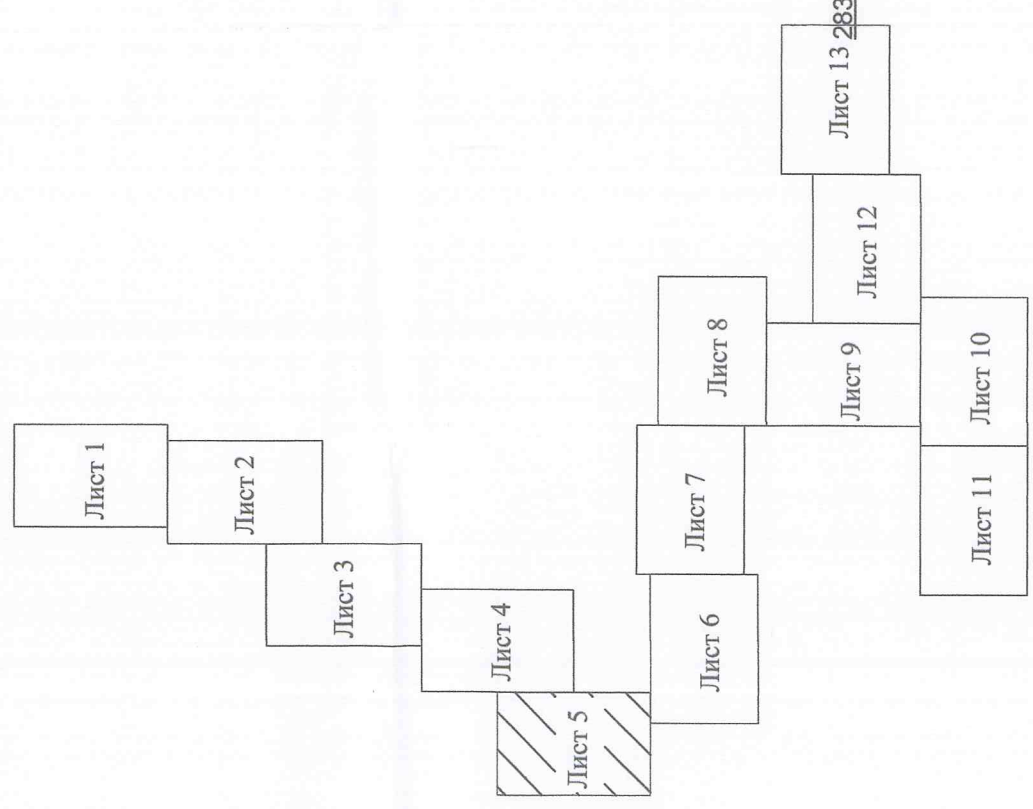 Лист 1
Лист 2
Лист 3
Лист 4
Лист 5
Лист 6
Лист 7
Лист 8
Лист 9
Лист 10
Лист 11
Лист 12
Лист 13
283